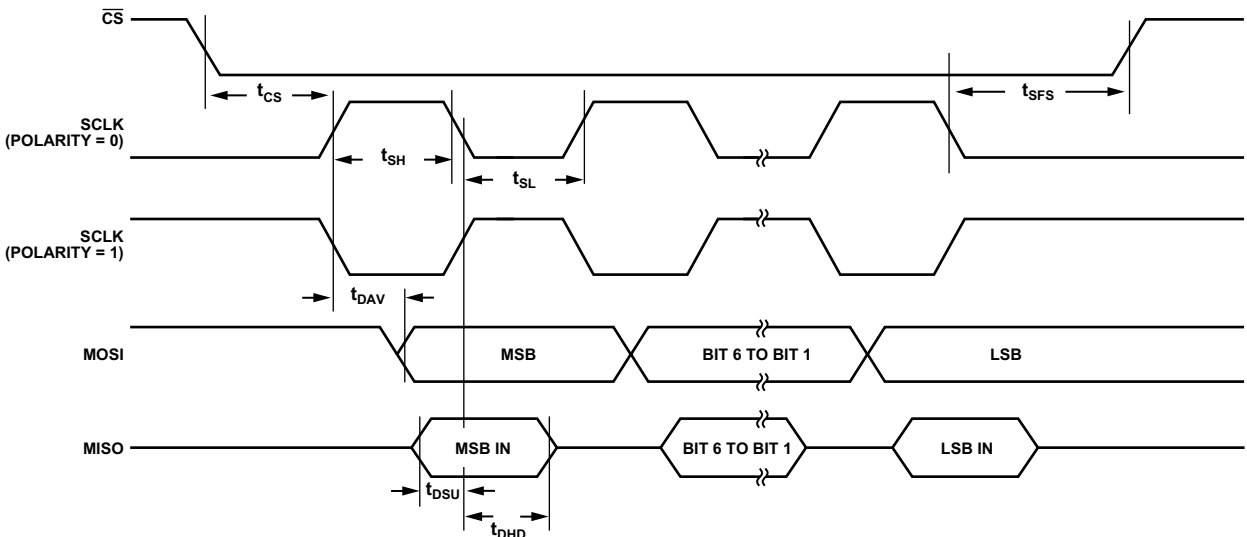 CS
tCS
tSFS
SCLK
(POLARITY = 0)
tSH
tSL
SCLK
(POLARITY = 1)
tDAV
MOSI
MSB
BIT 6 TO BIT 1
LSB
MISO
MSB IN
BIT 6 TO BIT 1
LSB IN
tDSU
tDHD